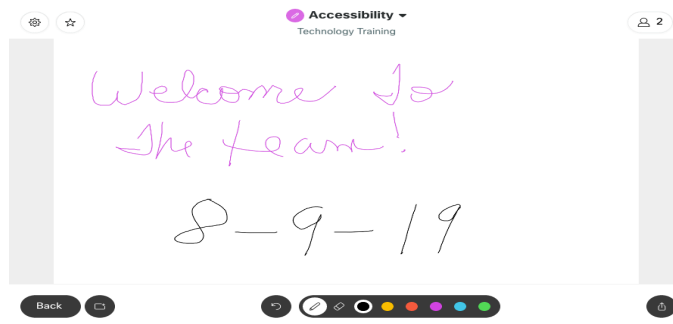 Accessibility
Technology Training
2
Welcome to
the team!
8-9-19
Back